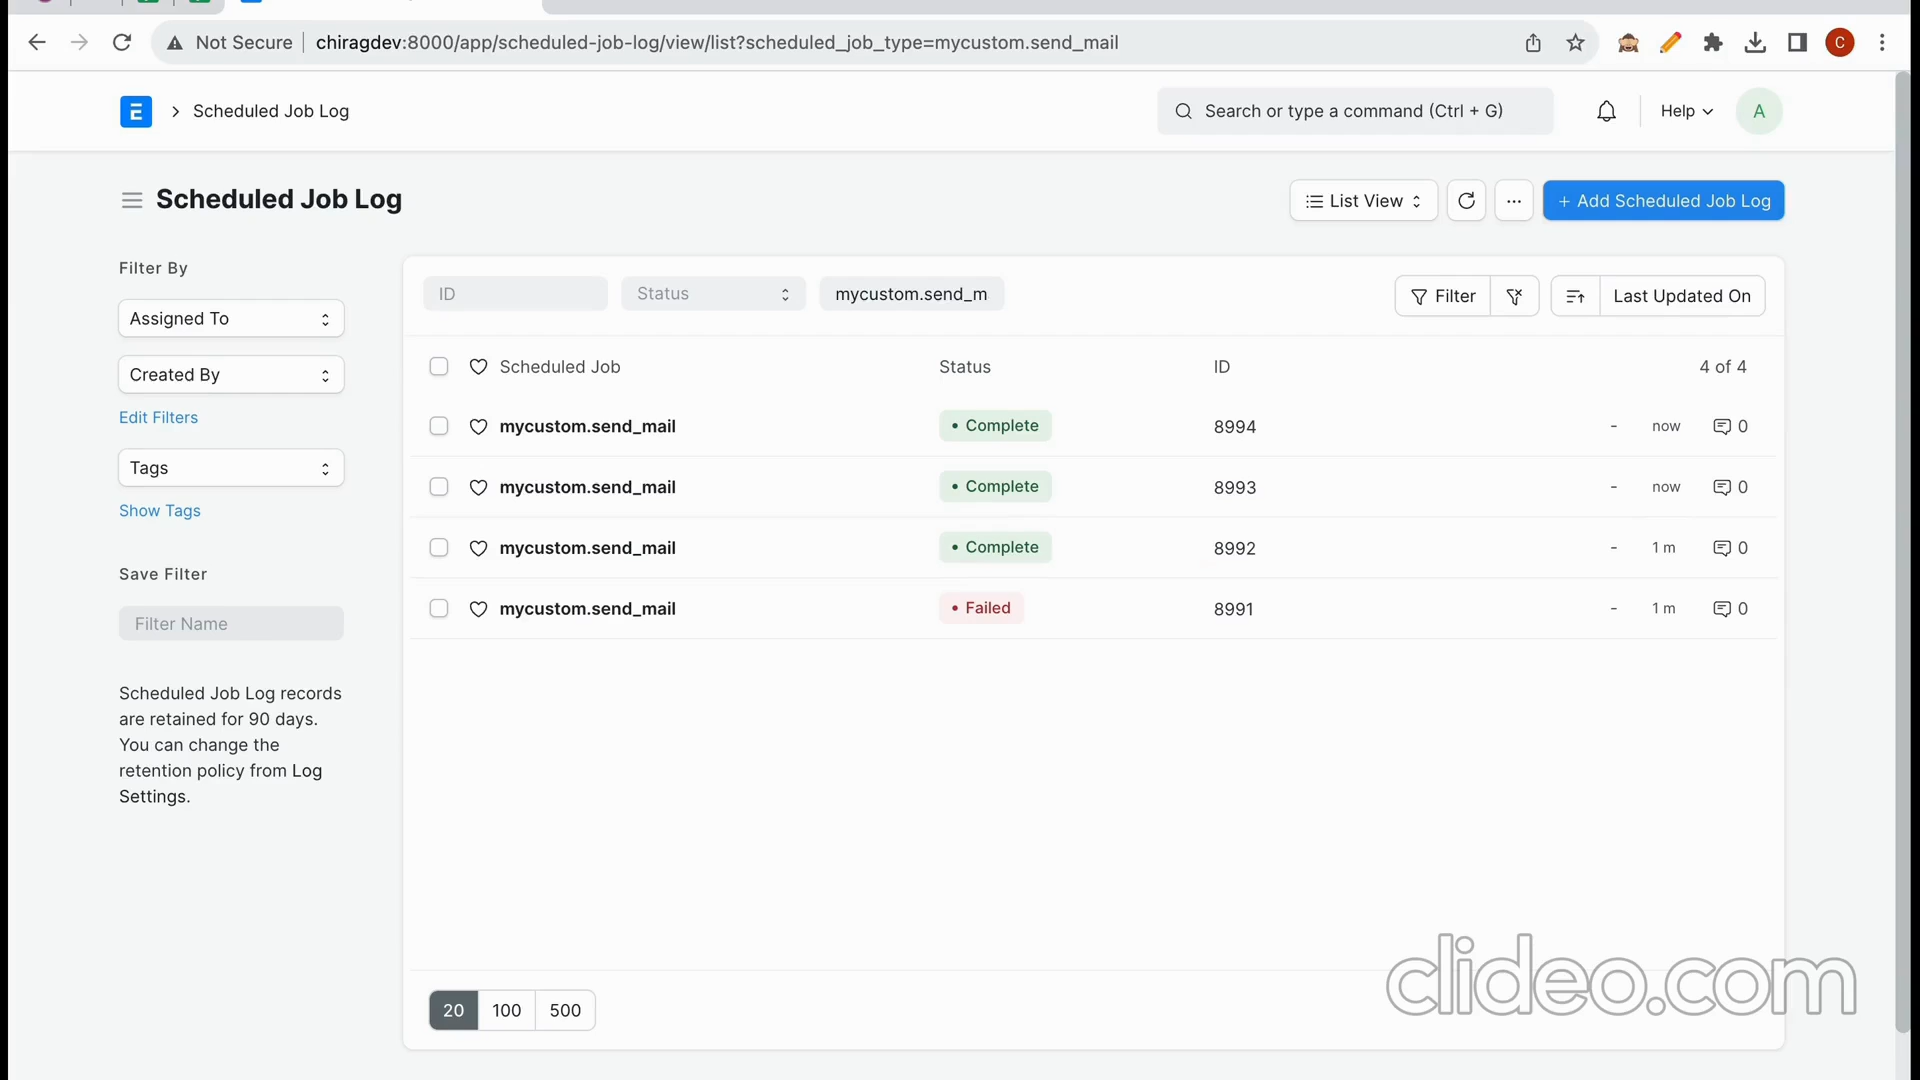 Not Secure
chiragdev:8000/app/scheduled-job-log/view/list?scheduled_job_type=mycustom.send_mail
C
E
Scheduled Job Log
Search or type a command (Ctrl + G)
Help
A
Scheduled Job Log
List View
+ Add Scheduled Job Log
Filter By
Assigned To
Created By
Edit Filters
Tags
Show Tags
Save Filter
Filter Name
Scheduled Job Log records
are retained for 90 days.
You can change the
retention policy from Log
Settings.
ID
Status
mycustom.send_m
Filter
Last Updated On
Scheduled Job Status ID 4 of 4
mycustom.send_mail • Complete 8994 - now 0
mycustom.send_mail • Complete 8993 - now 0
mycustom.send_mail • Complete 8992 - 1 m 0
mycustom.send_mail • Failed 8991 - 1 m 0
20 100 500
clideo.com